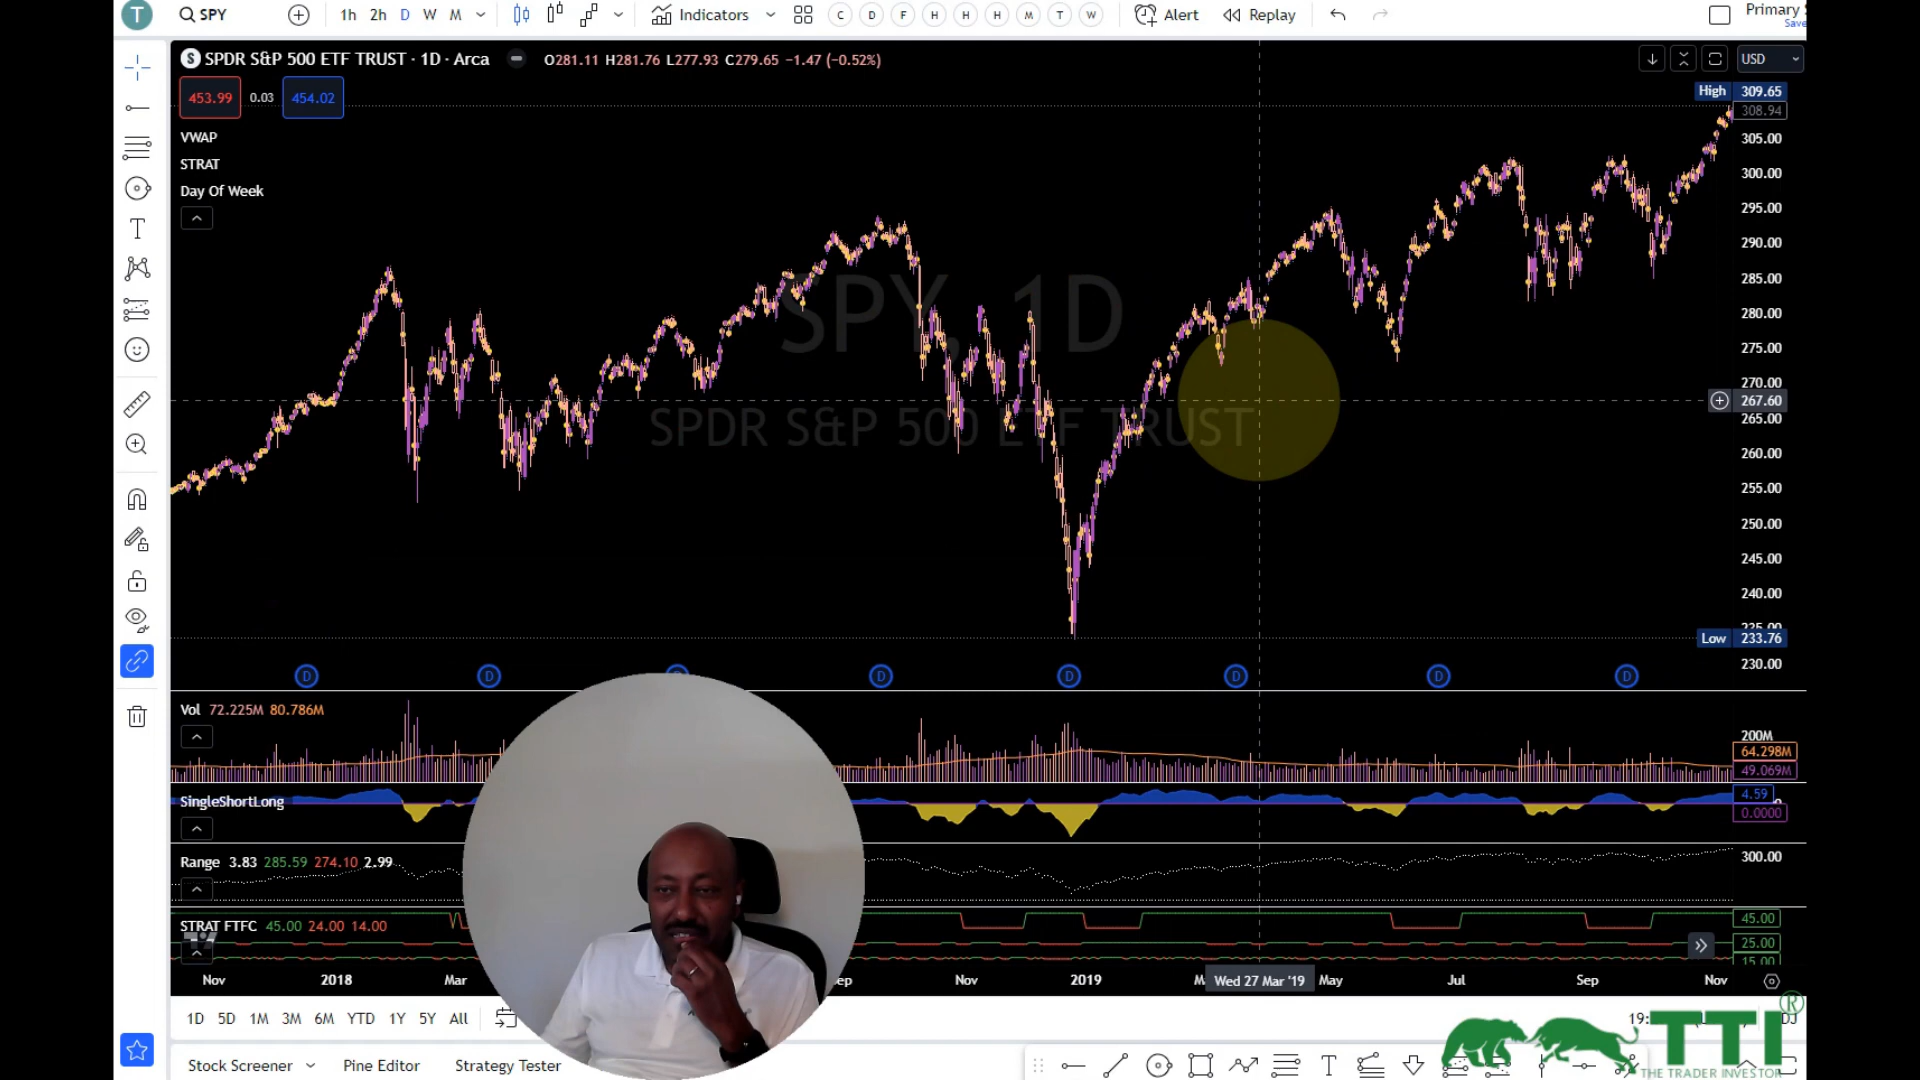 T SPY 1h 2h D W M Indicators C D F H H H M T W Alert Replay Primary
Save
S SPDR S&P 500 ETF TRUST · 1D · Arca O281.11 H281.76 L277.93 C279.65 −1.47 (−0.52%) USD
453.99 0.03 454.02
High 309.65
308.94
VWAP
305.00
STRAT
300.00
Day Of Week
295.00
290.00
285.00
SPY, 1D
280.00
275.00
270.00
267.60
265.00
SPDR S&P 500 ETF TRUST
260.00
255.00
250.00
245.00
240.00
235.00
Low 233.76
230.00
D D D D D D D
Vol 72.225M 80.786M
200M
64.298M
49.069M
SingleShortLong
4.59
0.0000
Range 3.83 285.59 274.10 2.99
300.00
STRAT FTFC 45.00 24.00 14.00
45.00
25.00
15.00
Nov 2018 Mar ep Nov 2019 M Wed 27 Mar '19 May Jul Sep Nov
1D 5D 1M 3M 6M YTD 1Y 5Y All
19: DJ
Stock Screener Pine Editor Strategy Tester
T
TTI ®
THE TRADER INVESTOR